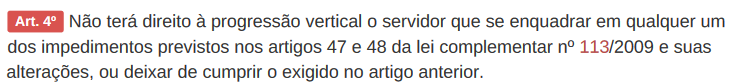 Art. 4º Não terá direito à progressão vertical o servidor que se enquadrar em qualquer um
dos impedimentos previstos nos artigos 47 e 48 da lei complementar nº 113/2009 e suas
alterações, ou deixar de cumprir o exigido no artigo anterior.